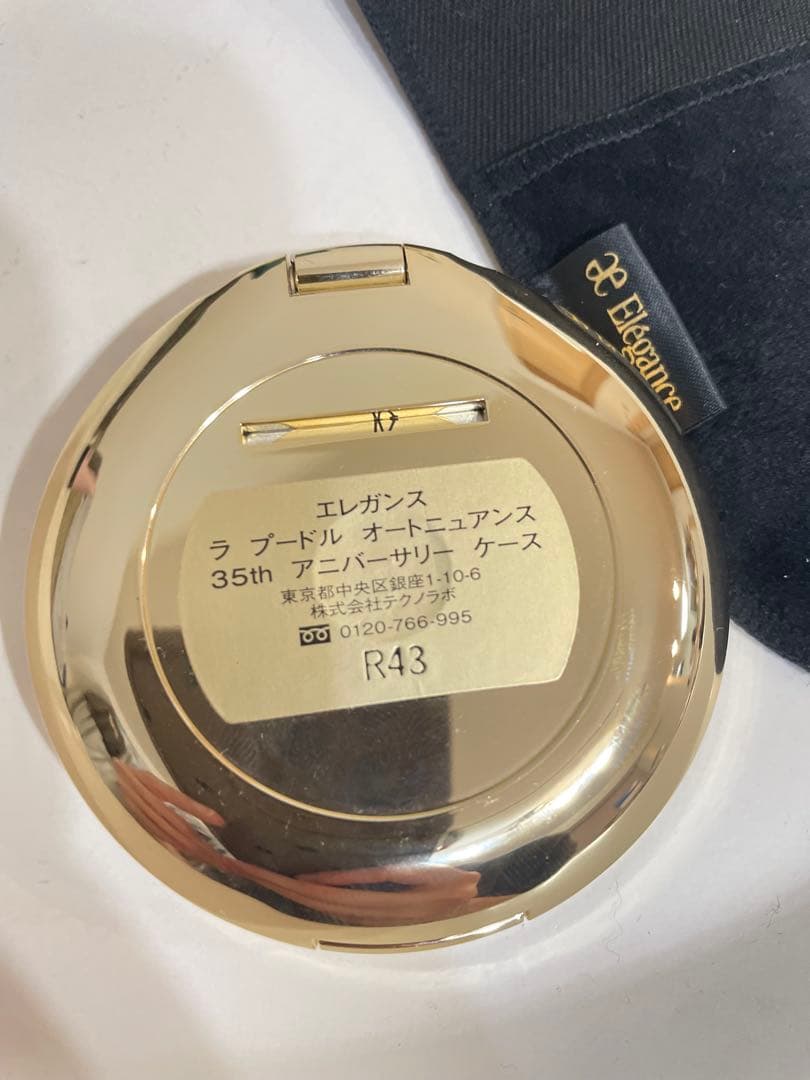 Elégance
エレガンス
ラ プードル オートニュアンス
35th アニバーサリー ケース
東京都中央区銀座1-10-6
株式会社テクノラボ
0120-766-995
R43